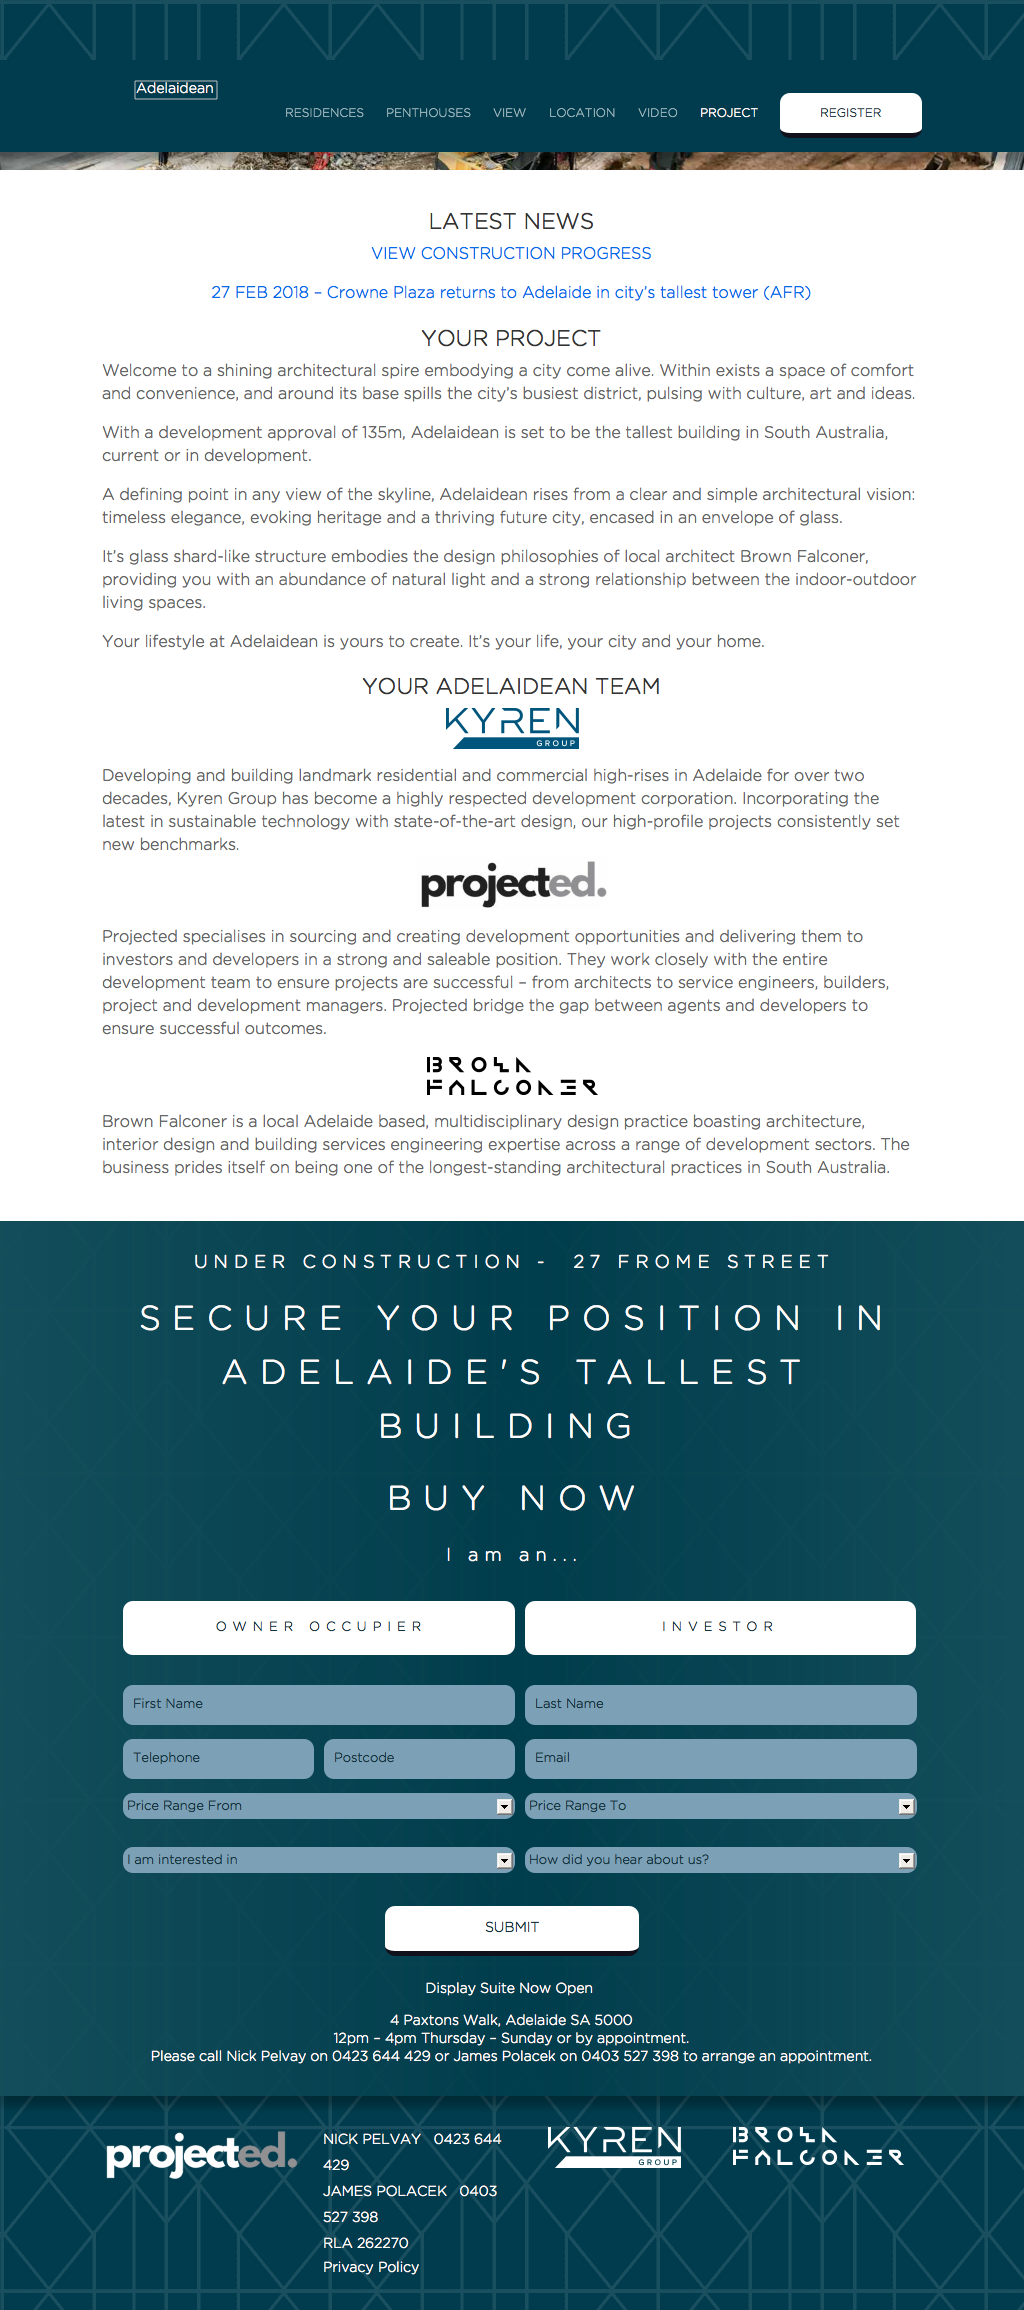 Adelaidean
RESIDENCES PENTHOUSES VIEW LOCATION VIDEO PROJECT REGISTER
LATEST NEWS
VIEW CONSTRUCTION PROGRESS
27 FEB 2018 – Crowne Plaza returns to Adelaide in city’s tallest tower (AFR)
YOUR PROJECT
Welcome to a shining architectural spire embodying a city come alive. Within exists a space of comfort
and convenience, and around its base spills the city’s busiest district, pulsing with culture, art and ideas.
With a development approval of 135m, Adelaidean is set to be the tallest building in South Australia,
current or in development.
A defining point in any view of the skyline, Adelaidean rises from a clear and simple architectural vision:
timeless elegance, evoking heritage and a thriving future city, encased in an envelope of glass.
It’s glass shard-like structure embodies the design philosophies of local architect Brown Falconer,
providing you with an abundance of natural light and a strong relationship between the indoor-outdoor
living spaces.
Your lifestyle at Adelaidean is yours to create. It’s your life, your city and your home.
YOUR ADELAIDEAN TEAM
KYREN
GROUP
Developing and building landmark residential and commercial high-rises in Adelaide for over two
decades, Kyren Group has become a highly respected development corporation. Incorporating the
latest in sustainable technology with state-of-the-art design, our high-profile projects consistently set
new benchmarks.
projected.
Projected specialises in sourcing and creating development opportunities and delivering them to
investors and developers in a strong and saleable position. They work closely with the entire
development team to ensure projects are successful – from architects to service engineers, builders,
project and development managers. Projected bridge the gap between agents and developers to
ensure successful outcomes.
BROWN
FALCONER
Brown Falconer is a local Adelaide based, multidisciplinary design practice boasting architecture,
interior design and building services engineering expertise across a range of development sectors. The
business prides itself on being one of the longest-standing architectural practices in South Australia.
UNDER CONSTRUCTION - 27 FROME STREET
SECURE YOUR POSITION IN
ADELAIDE'S TALLEST
BUILDING
BUY NOW
I am an...
OWNER OCCUPIER INVESTOR
First Name Last Name
Telephone Postcode Email
Price Range From Price Range To
I am interested in How did you hear about us?
SUBMIT
Display Suite Now Open
4 Paxtons Walk, Adelaide SA 5000
12pm – 4pm Thursday – Sunday or by appointment.
Please call Nick Pelvay on 0423 644 429 or James Polacek on 0403 527 398 to arrange an appointment.
projected.
NICK PELVAY 0423 644
429
JAMES POLACEK 0403
527 398
RLA 262270
Privacy Policy
KYREN
GROUP
BROWN
FALCONER